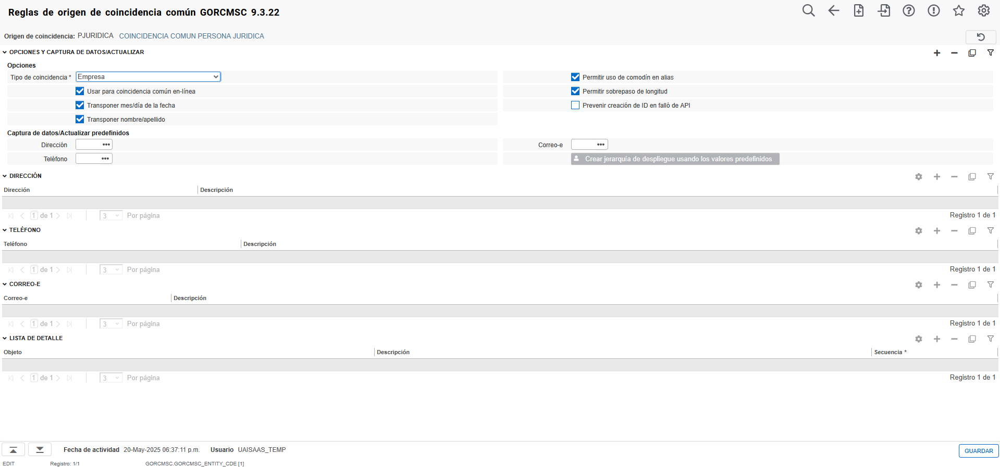 Reglas de origen de coincidencia común GORCMSC 9.3.22
Origen de coincidencia: PJURIDICA COINCIDENCIA COMUN PERSONA JURIDICA
OPCIONES Y CAPTURA DE DATOS/ACTUALIZAR
Opciones
Tipo de coincidencia * Empresa
Permitir uso de comodín en alias
Usar para coincidencia común en-línea
Permitir sobrepaso de longitud
Transponer mes/día de la fecha
Prevenir creación de ID en falló de API
Transponer nombre/apellido
Captura de datos/Actualizar predefinidos
Dirección
Correo-e
Teléfono
Crear jerarquía de despliegue usando los valores predefinidos
DIRECCIÓN
Dirección Descripción
1 de 1 3 Por página Registro 1 de 1
TELÉFONO
Teléfono Descripción
1 de 1 3 Por página Registro 1 de 1
CORREO-E
Correo-e Descripción
1 de 1 3 Por página Registro 1 de 1
LISTA DE DETALLE
Objeto Descripción Secuencia *
1 de 1 3 Por página Registro 1 de 1
Fecha de actividad 20-May-2025 06:37:11 p.m. Usuario UAISAAS_TEMP
GUARDAR
EDIT Registro: 1/1 GORCMSC.GORCMSC_ENTITY_CDE [1]